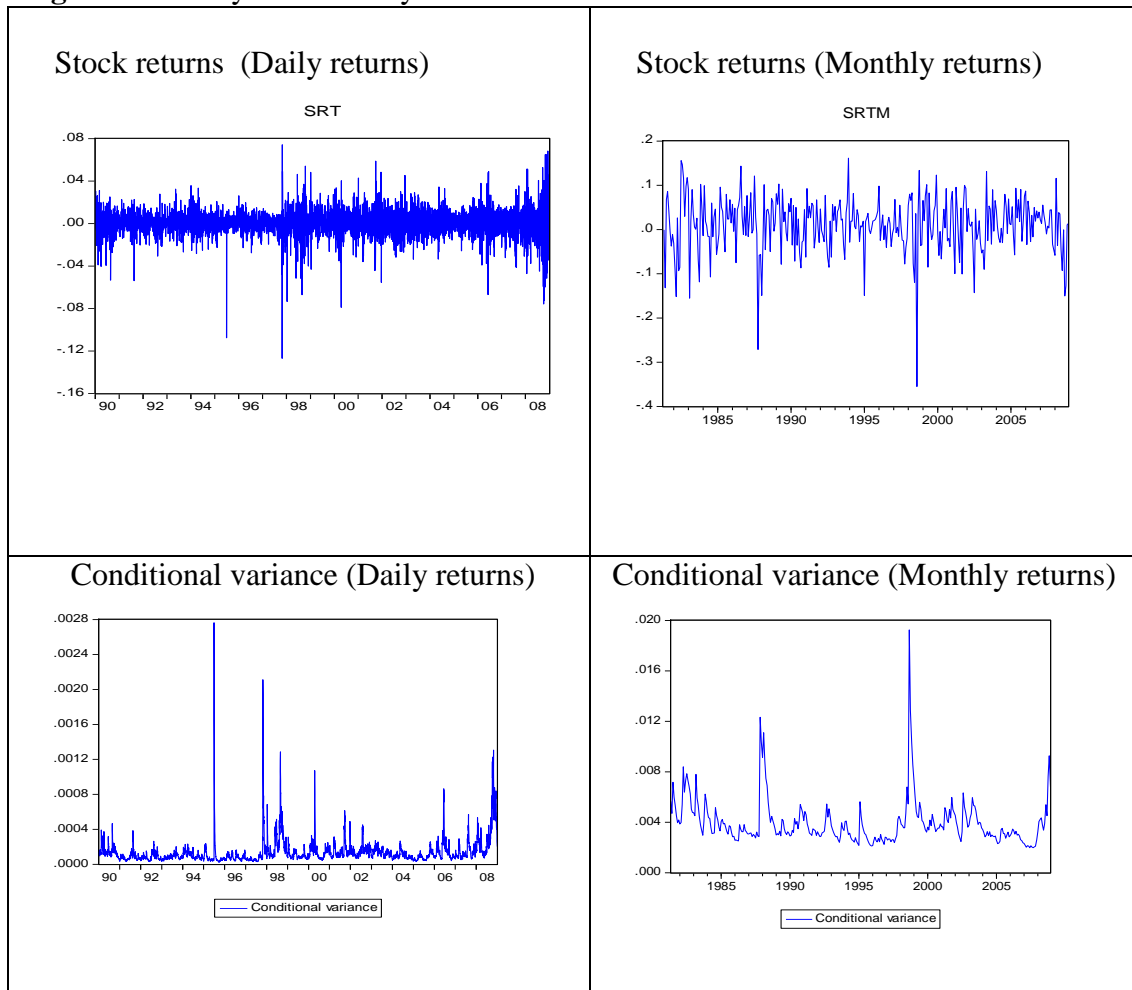 Stock returns (Daily returns)
SRT
.08
.04
.00
-.04
-.08
-.12
-.16
90 92 94 96 98 00 02 04 06 08
Stock returns (Monthly returns)
SRTM
.2
.1
.0
-.1
-.2
-.3
-.4
1985 1990 1995 2000 2005
Conditional variance (Daily returns)
.0028
.0024
.0020
.0016
.0012
.0008
.0004
.0000
90 92 94 96 98 00 02 04 06 08
Conditional variance
Conditional variance (Monthly returns)
.020
.016
.012
.008
.004
.000
1985 1990 1995 2000 2005
Conditional variance